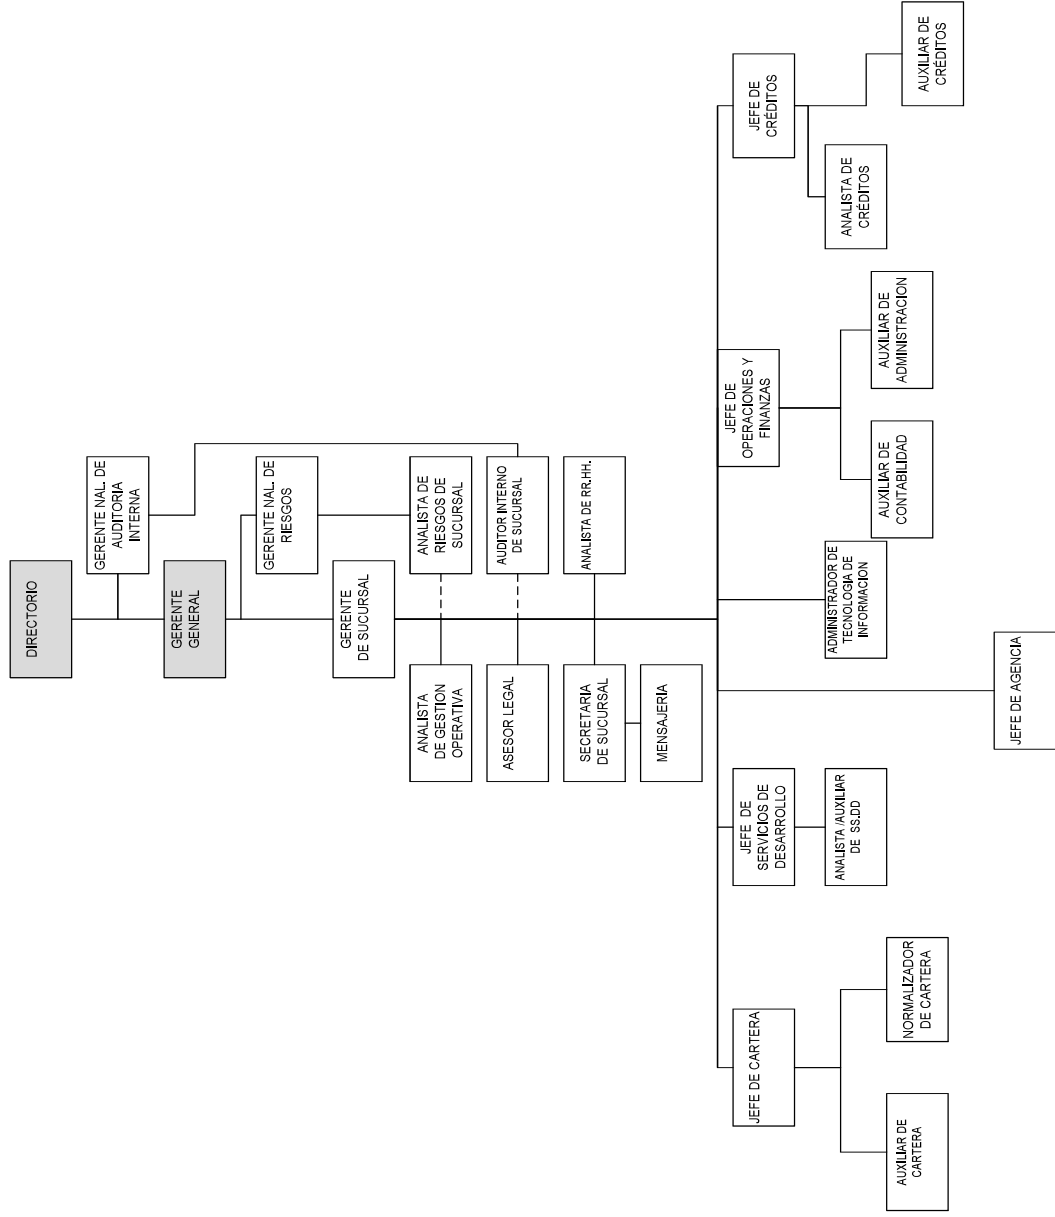 DIRECTORIO
GERENTE NAL. DE
AUDITORIA
INTERNA
GERENTE
GENERAL
GERENTE NAL. DE
RIESGOS
GERENTE
DE SUCURSAL
ANALISTA
DE GESTION
OPERATIVA
ANALISTA DE
RIESGOS DE
SUCURSAL
ASESOR LEGAL
AUDITOR INTERNO
DE SUCURSAL
SECRETARIA
DE SUCURSAL
ANALISTA DE RR.HH.
MENSAJERIA
JEFE DE CARTERA
JEFE DE
SERVICIOS DE
DESARROLLO
JEFE DE
OPERACIONES Y
FINANZAS
JEFE DE
CRÉDITOS
ANALISTA /AUXILIAR
DE SS.DD
ADMINISTRADOR DE
TECNOLOGIA DE
INFORMACION
ANALISTA DE
CRÉDITOS
AUXILIAR DE
CARTERA
NORMALIZADOR
DE CARTERA
AUXILIAR DE
CONTABILIDAD
AUXILIAR DE
ADMINISTRACION
AUXILIAR DE
CRÉDITOS
JEFE DE AGENCIA